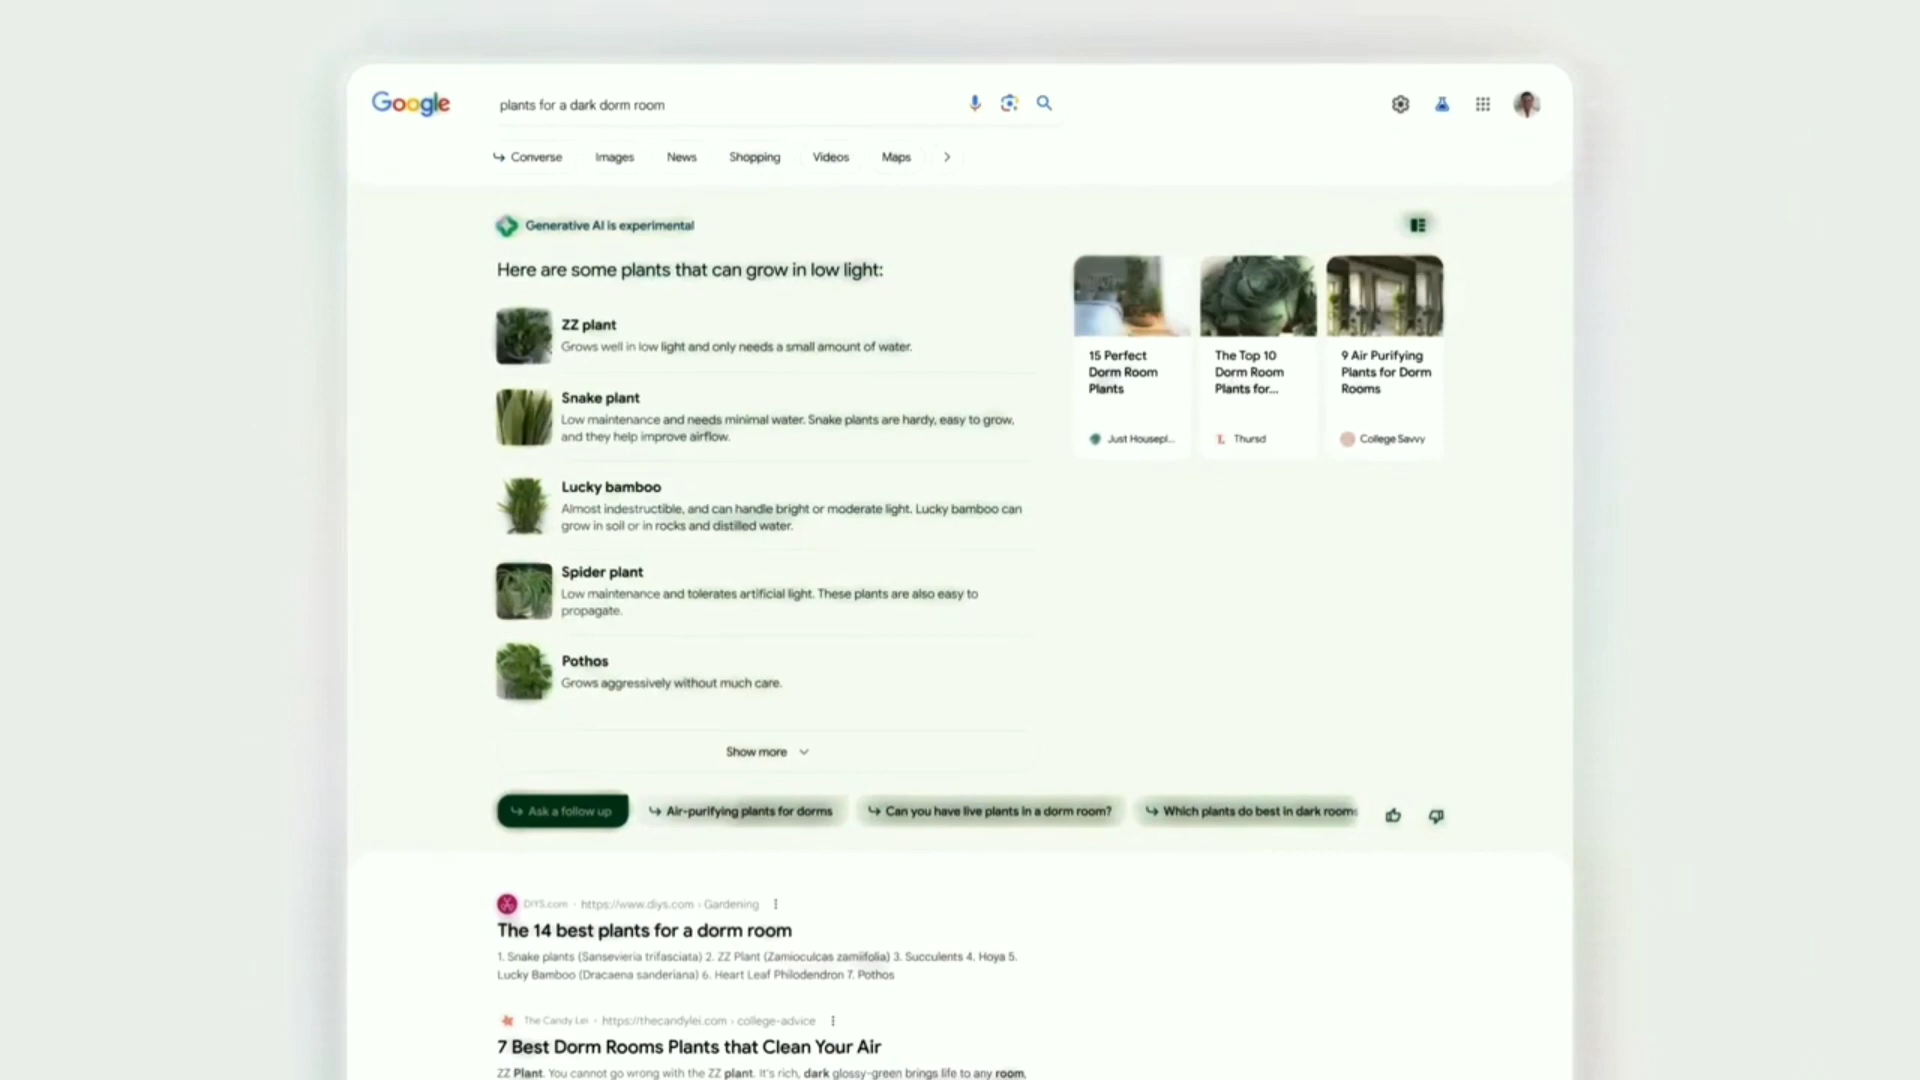 Google
plants for a dark dorm room
Converse Images News Shopping Videos Maps
Generative AI is experimental
Here are some plants that can grow in low light:
ZZ plant
Grows well in low light and only needs a small amount of water.
Snake plant
Low maintenance and needs minimal water. Snake plants are hardy, easy to grow,
and they help improve airflow.
Lucky bamboo
Almost indestructible, and can handle bright or moderate light. Lucky bamboo can
grow in soil or in rocks and distilled water.
Spider plant
Low maintenance and tolerates artificial light. These plants are also easy to
propagate.
Pothos
Grows aggressively without much care.
Show more
15 Perfect
Dorm Room
Plants
Just Housepl...
The Top 10
Dorm Room
Plants for...
Thursd
9 Air Purifying
Plants for Dorm
Rooms
College Savvy
Ask a follow up
Air-purifying plants for dorms
Can you have live plants in a dorm room?
Which plants do best in dark rooms
DIYS.com · https://www.diys.com › Gardening
The 14 best plants for a dorm room
1. Snake plants (Sansevieria trifasciata) 2. ZZ Plant (Zamioculcas zamiifolia) 3. Succulents 4. Hoya 5.
Lucky Bamboo (Dracaena sanderiana) 6. Heart Leaf Philodendron 7. Pothos
The Candy Lei · https://thecandylei.com › college-advice
7 Best Dorm Rooms Plants that Clean Your Air
ZZ Plant. You cannot go wrong with the ZZ plant. It's rich, dark glossy-green brings life to any room,